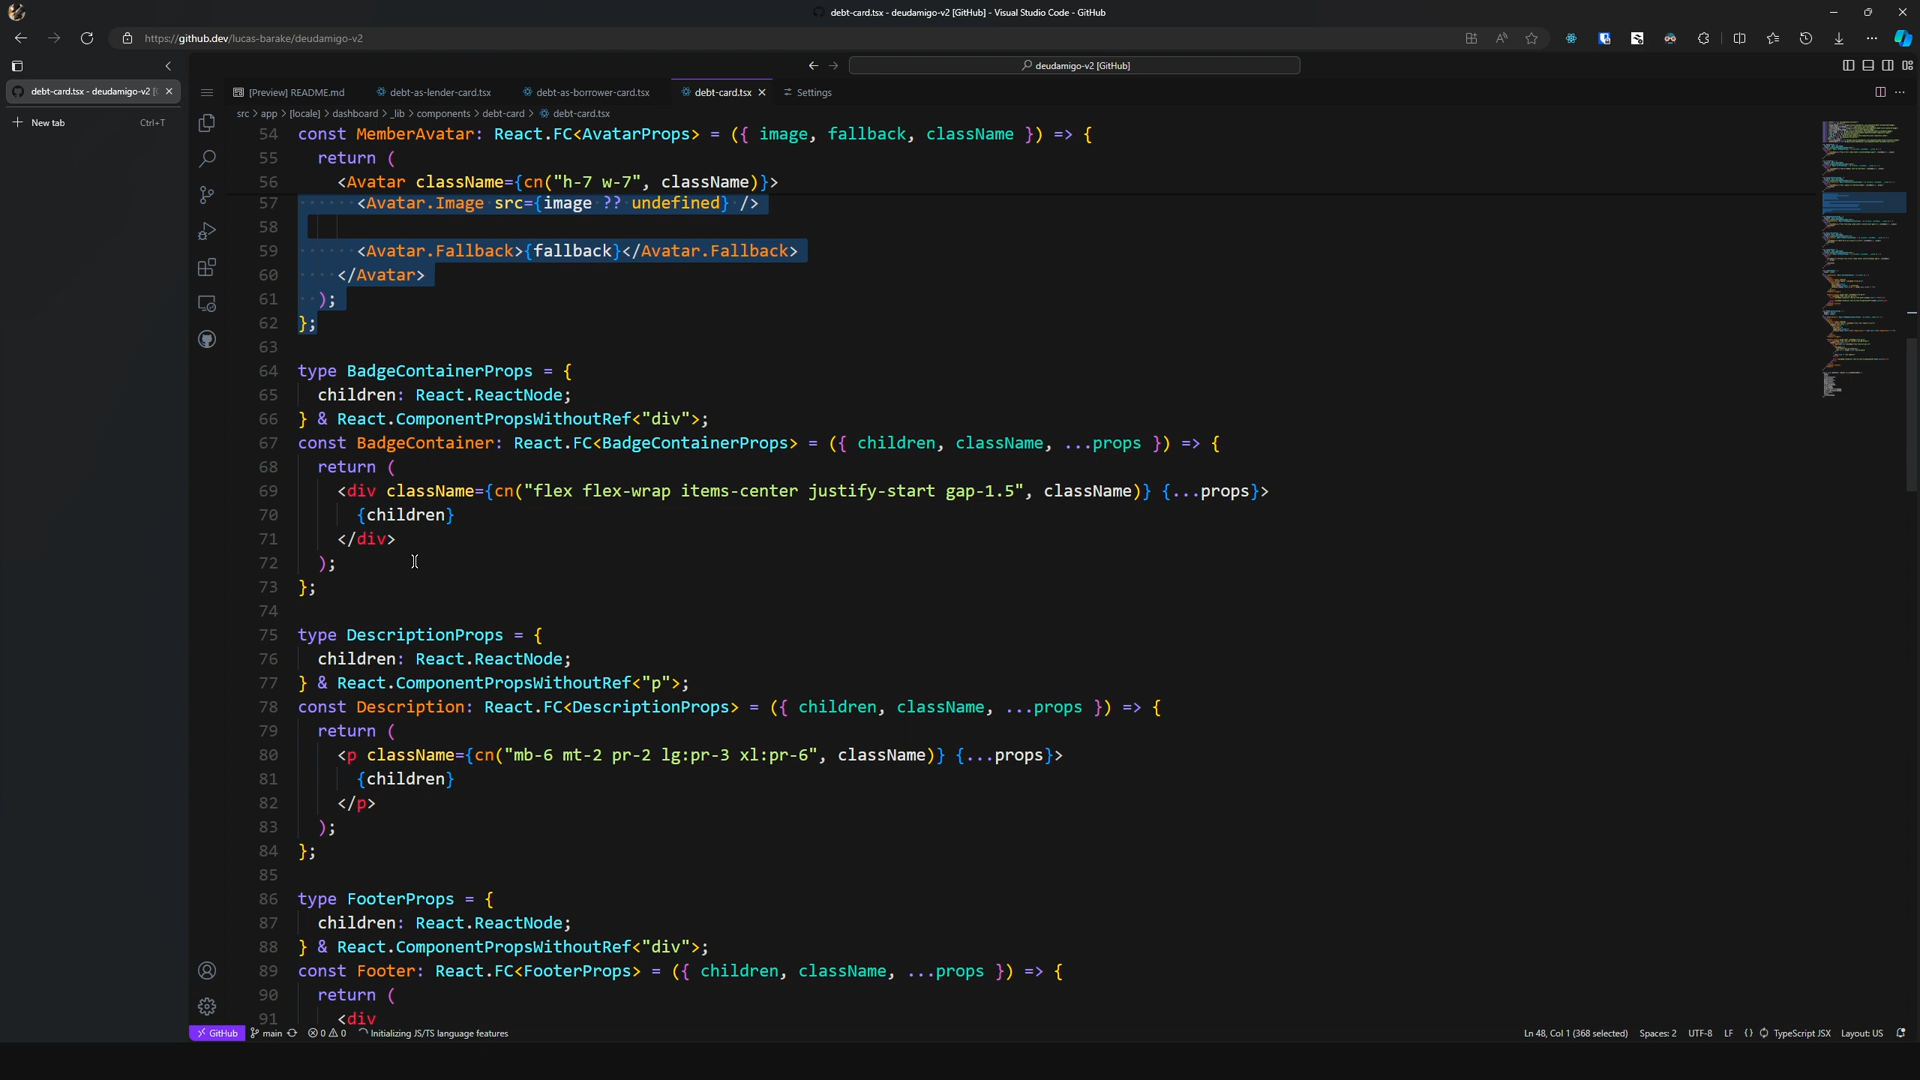 debt-card.tsx - deudamigo-v2 [GitHub] - Visual Studio Code - GitHub
https://github.dev/lucas-barake/deudamigo-v2
deudamigo-v2 [GitHub]
debt-card.tsx - deudamigo-v2 [
New tab
Ctrl+T
[Preview] README.md
debt-as-lender-card.tsx
debt-as-borrower-card.tsx
debt-card.tsx
Settings
src > app > [locale] > dashboard > _lib > components > debt-card > debt-card.tsx
54 const MemberAvatar: React.FC<AvatarProps> = ({ image, fallback, className }) => {
55 return (
56 <Avatar className={cn("h-7 w-7", className)}>
57 <Avatar.Image src={image ?? undefined} />
58
59 <Avatar.Fallback>{fallback}</Avatar.Fallback>
60 </Avatar>
61 );
62 };
63
64 type BadgeContainerProps = {
65 children: React.ReactNode;
66 } & React.ComponentPropsWithoutRef<"div">;
67 const BadgeContainer: React.FC<BadgeContainerProps> = ({ children, className, ...props }) => {
68 return (
69 <div className={cn("flex flex-wrap items-center justify-start gap-1.5", className)} {...props}>
70 {children}
71 </div>
72 );
73 };
74
75 type DescriptionProps = {
76 children: React.ReactNode;
77 } & React.ComponentPropsWithoutRef<"p">;
78 const Description: React.FC<DescriptionProps> = ({ children, className, ...props }) => {
79 return (
80 <p className={cn("mb-6 mt-2 pr-2 lg:pr-3 xl:pr-6", className)} {...props}>
81 {children}
82 </p>
83 );
84 };
85
86 type FooterProps = {
87 children: React.ReactNode;
88 } & React.ComponentPropsWithoutRef<"div">;
89 const Footer: React.FC<FooterProps> = ({ children, className, ...props }) => {
90 return (
91 <div
GitHub
main
0
0
Initializing JS/TS language features
Ln 48, Col 1 (368 selected)
Spaces: 2
UTF-8
LF
{}
TypeScript JSX
Layout: US